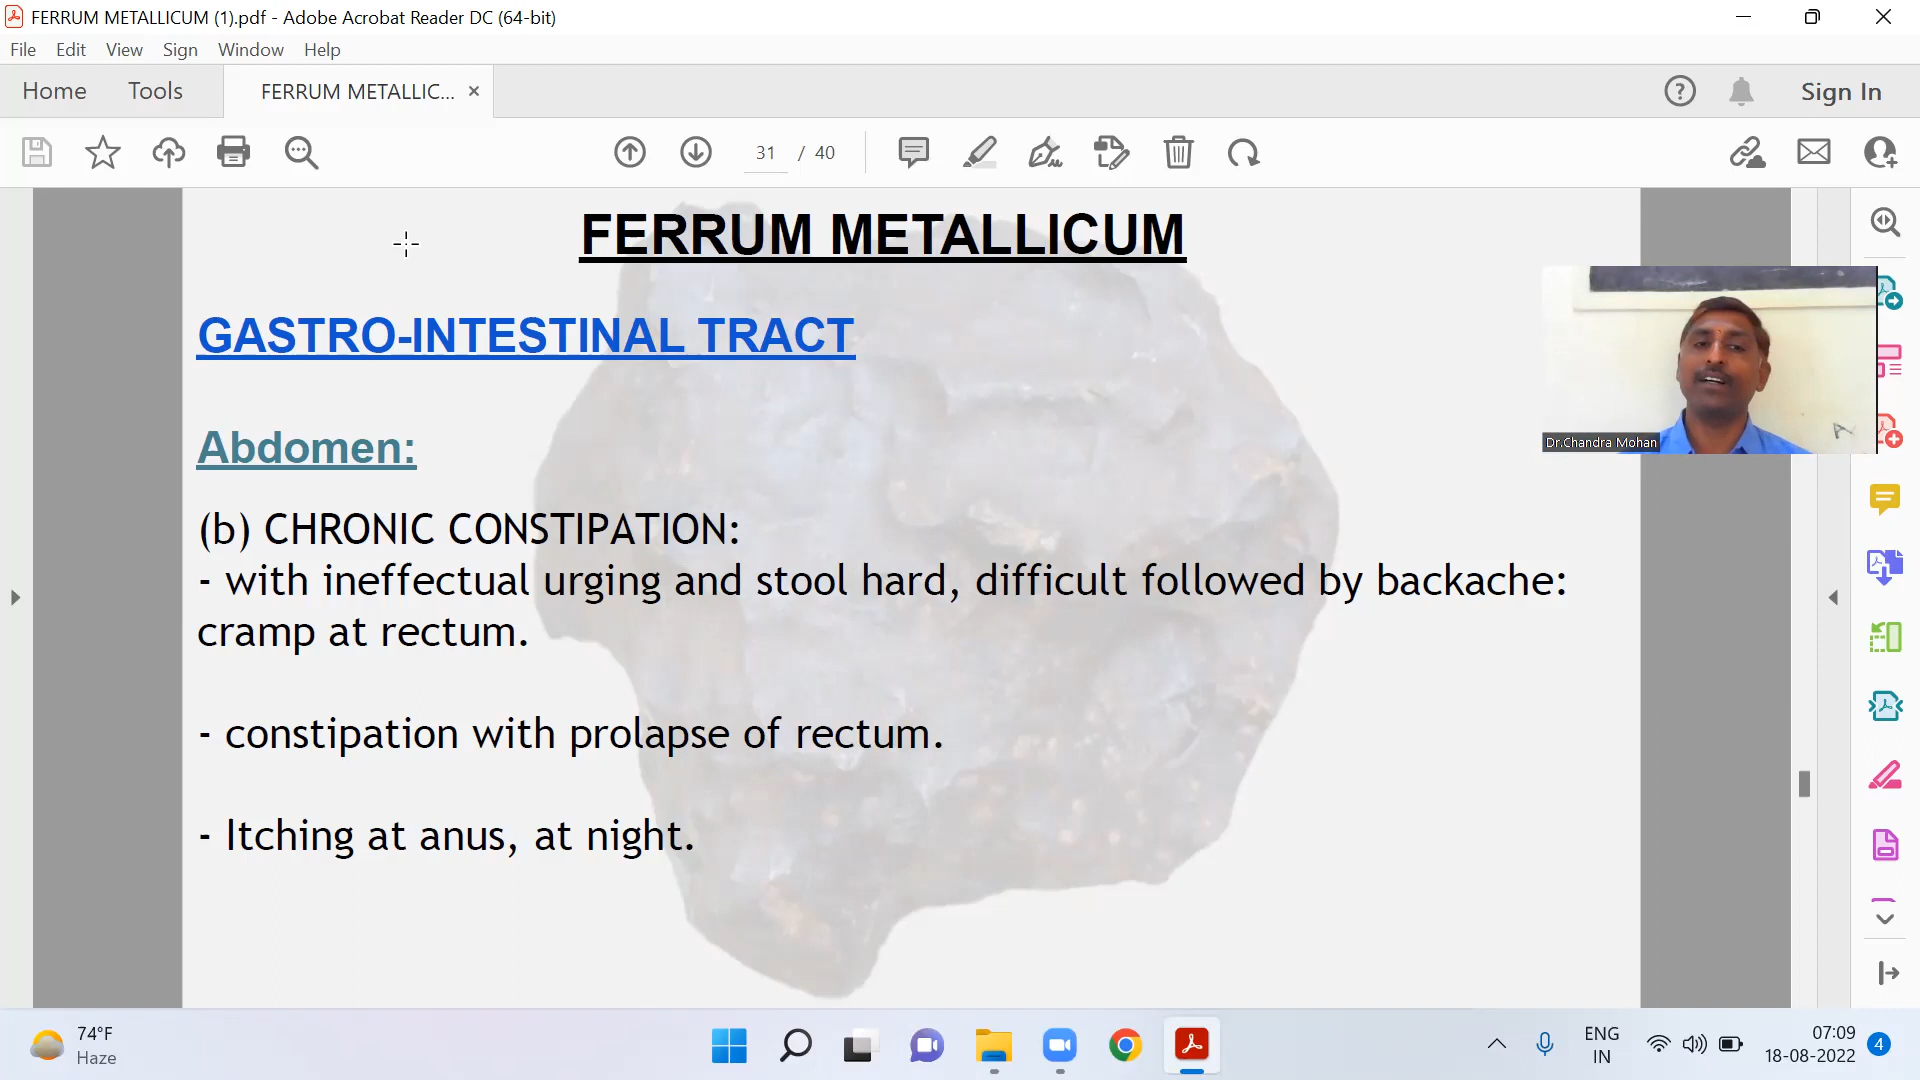 FERRUM METALLICUM (1).pdf - Adobe Acrobat Reader DC (64-bit)
File Edit View Sign Window Help
Home Tools FERRUM METALLIC... Sign In
31 / 40
FERRUM METALLICUM
GASTRO-INTESTINAL TRACT
Dr.Chandra Mohan
Abdomen:
(b) CHRONIC CONSTIPATION:
- with ineffectual urging and stool hard, difficult followed by backache:
cramp at rectum.
- constipation with prolapse of rectum.
- Itching at anus, at night.
74°F
Haze
ENG
IN
07:09
18-08-2022
4